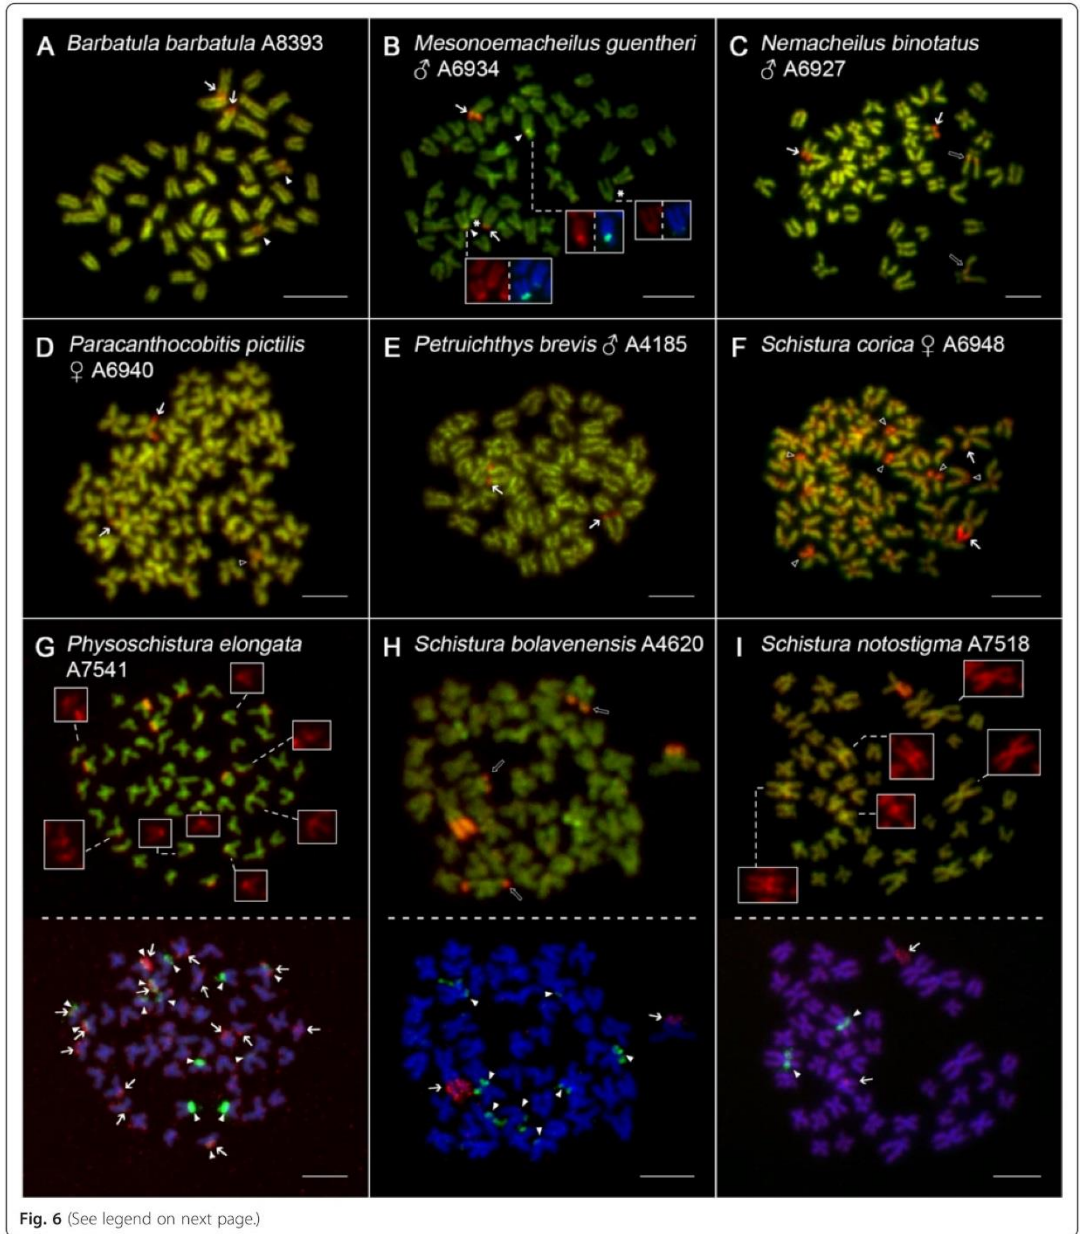 A Barbatula barbatula A8393
B Mesonoemacheilus guentheri
♂ A6934
C Nemacheilus binotatus
♂ A6927
D Paracanthocobitis pictilis
♀ A6940
E Petruichthys brevis ♂ A4185
F Schistura corica ♀ A6948
G Physoschistura elongata
A7541
H Schistura bolavenensis A4620
I Schistura notostigma A7518
Fig. 6 (See legend on next page.)